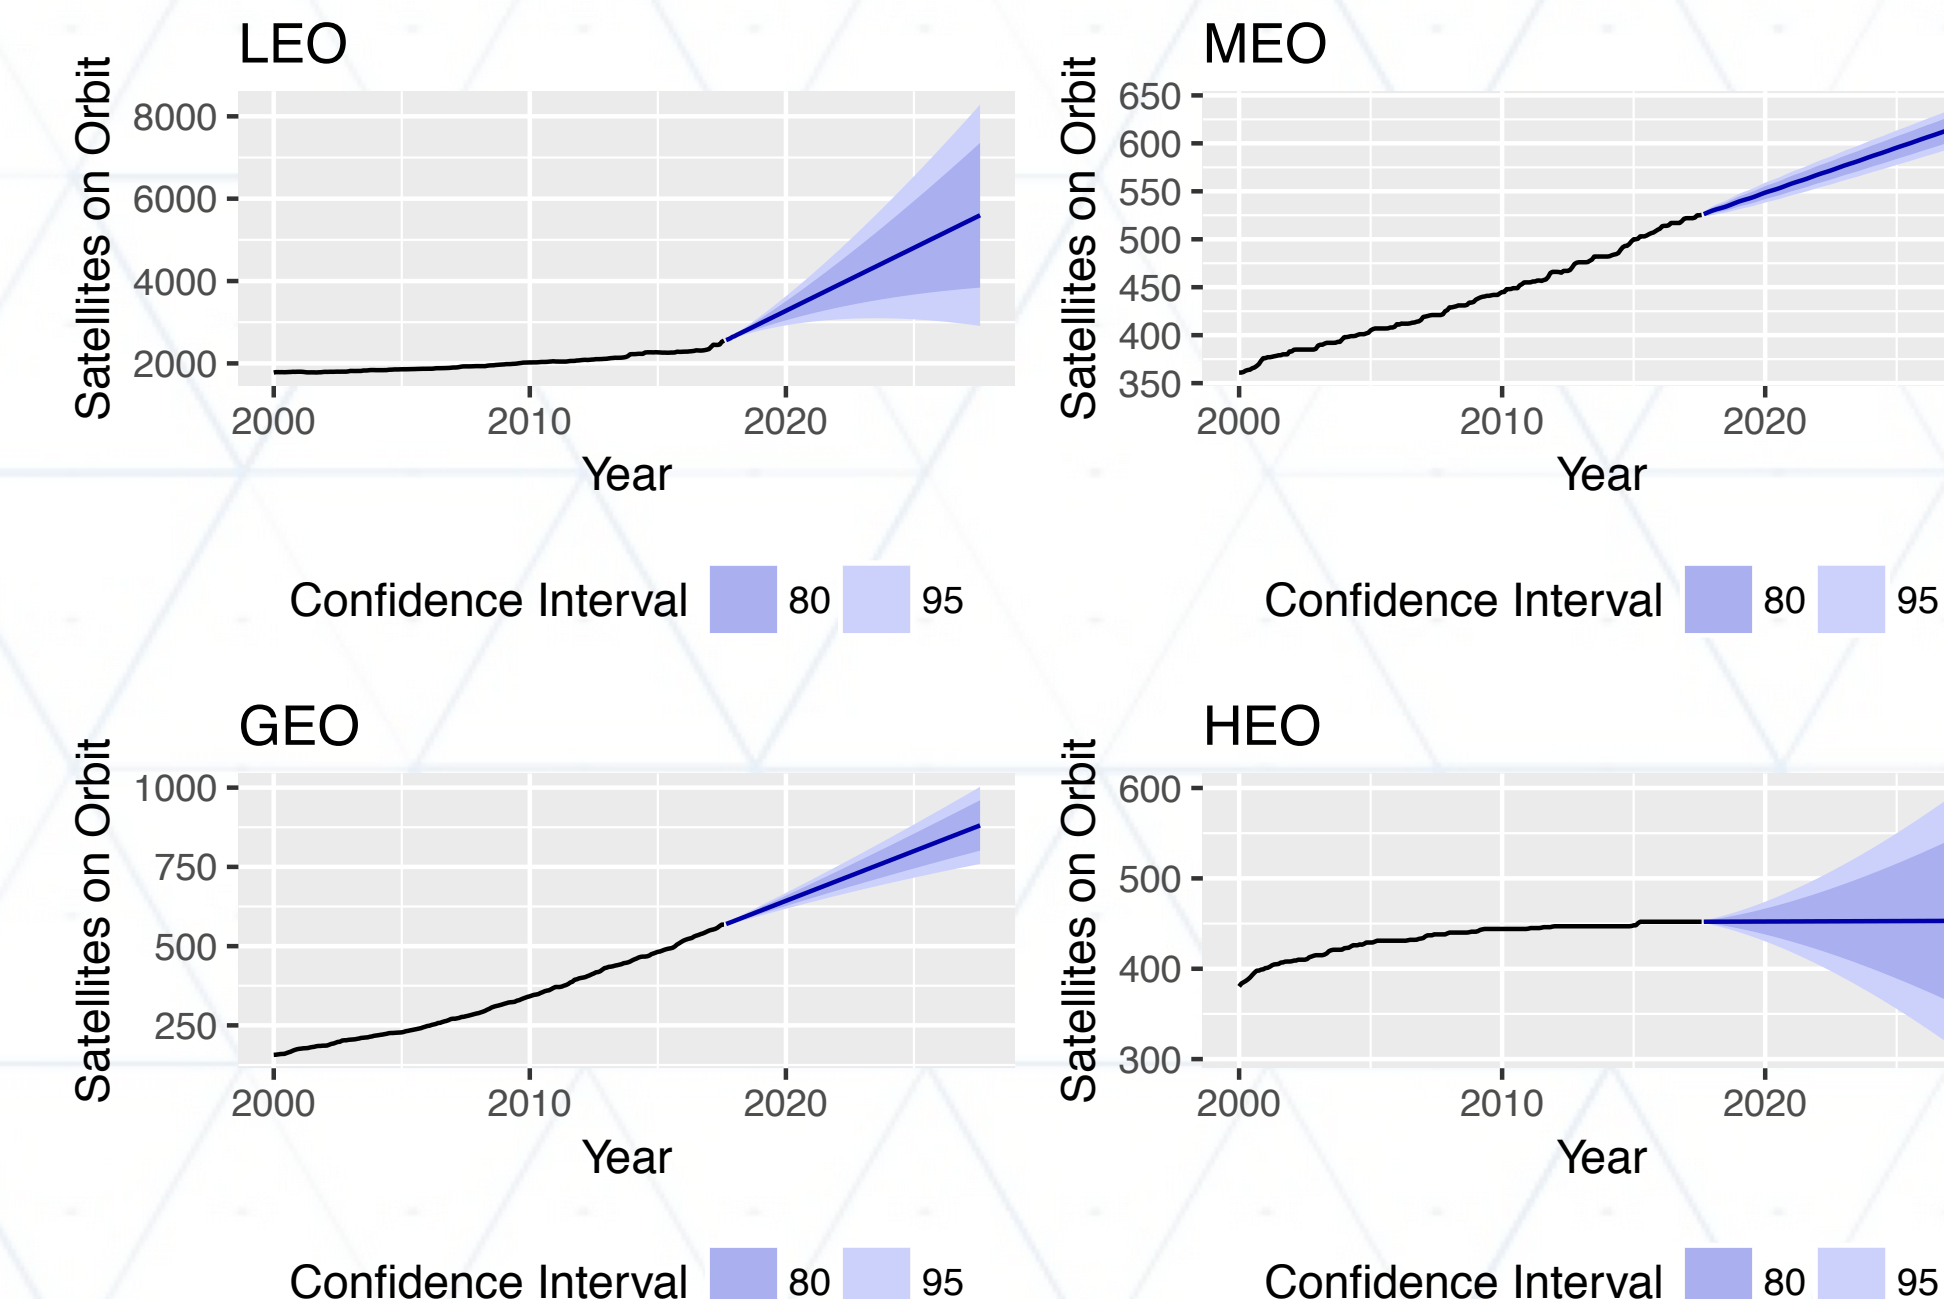 LEO
Satellites on Orbit
8000
6000
4000
2000
2000 2010 2020
Year
Confidence Interval 80 95
MEO
Satellites on Orbit
650
600
550
500
450
400
350
2000 2010 2020
Year
Confidence Interval 80 95
GEO
Satellites on Orbit
1000
750
500
250
2000 2010 2020
Year
Confidence Interval 80 95
HEO
Satellites on Orbit
600
500
400
300
2000 2010 2020
Year
Confidence Interval 80 95